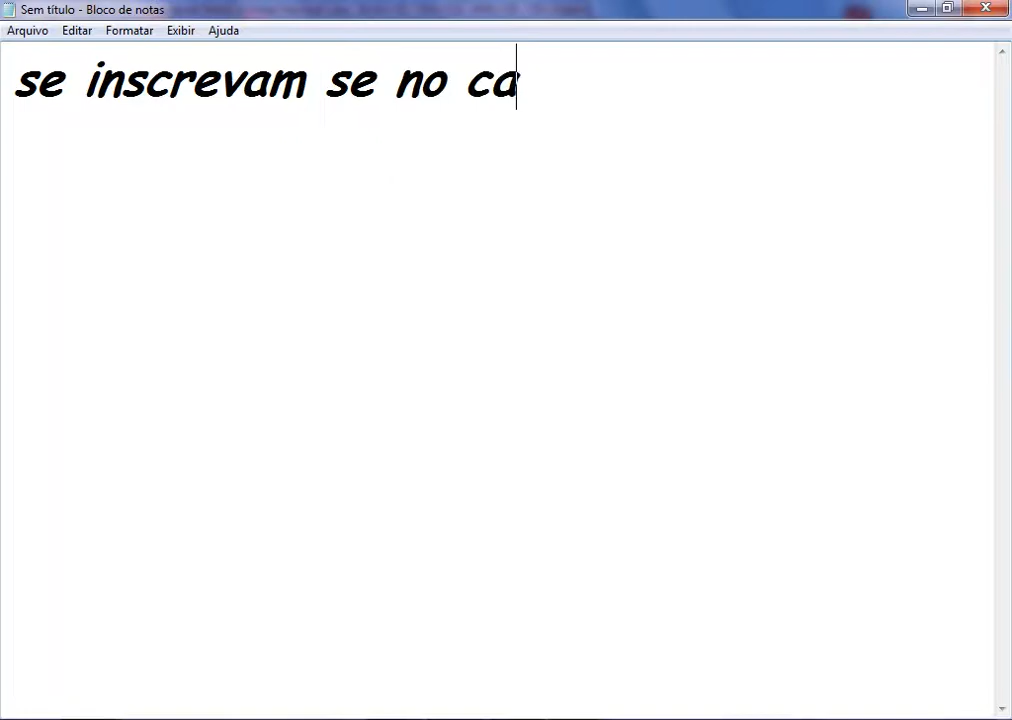 Sem título - Bloco de notas
Arquivo Editar Formatar Exibir Ajuda
se inscrevam se no ca